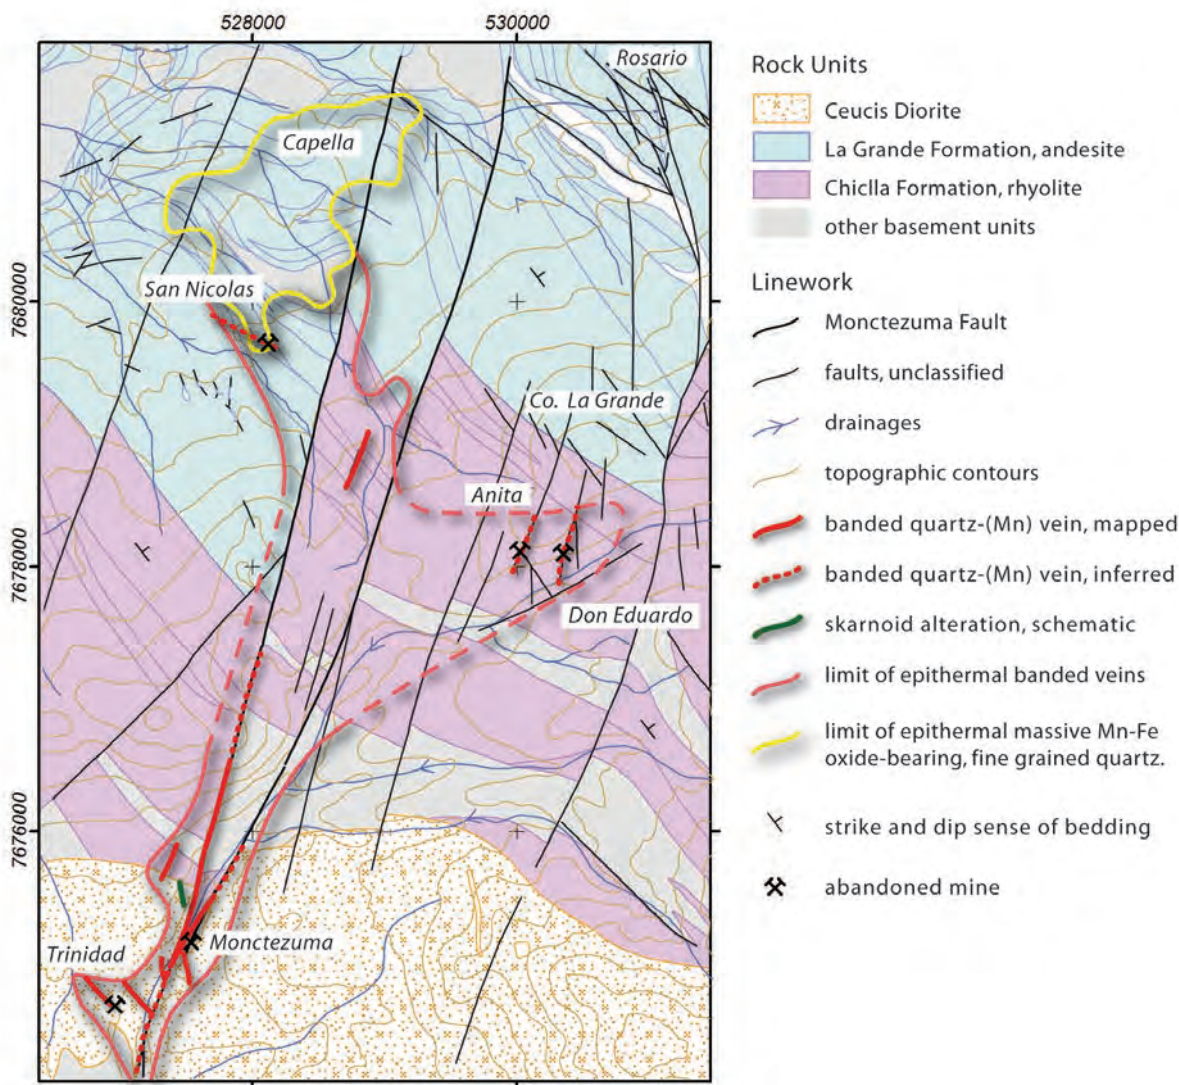 528000
530000
Rosario
Capella
7680000
San Nicolas
Co. La Grande
Anita
7678000
Don Eduardo
7676000
Trinidad
Monctezuma
Rock Units
Ceucis Diorite
La Grande Formation, andesite
Chiclla Formation, rhyolite
other basement units
Linework
Monctezuma Fault
faults, unclassified
drainages
topographic contours
banded quartz-(Mn) vein, mapped
banded quartz-(Mn) vein, inferred
skarnoid alteration, schematic
limit of epithermal banded veins
limit of epithermal massive Mn-Fe
oxide-bearing, fine grained quartz.
strike and dip sense of bedding
abandoned mine